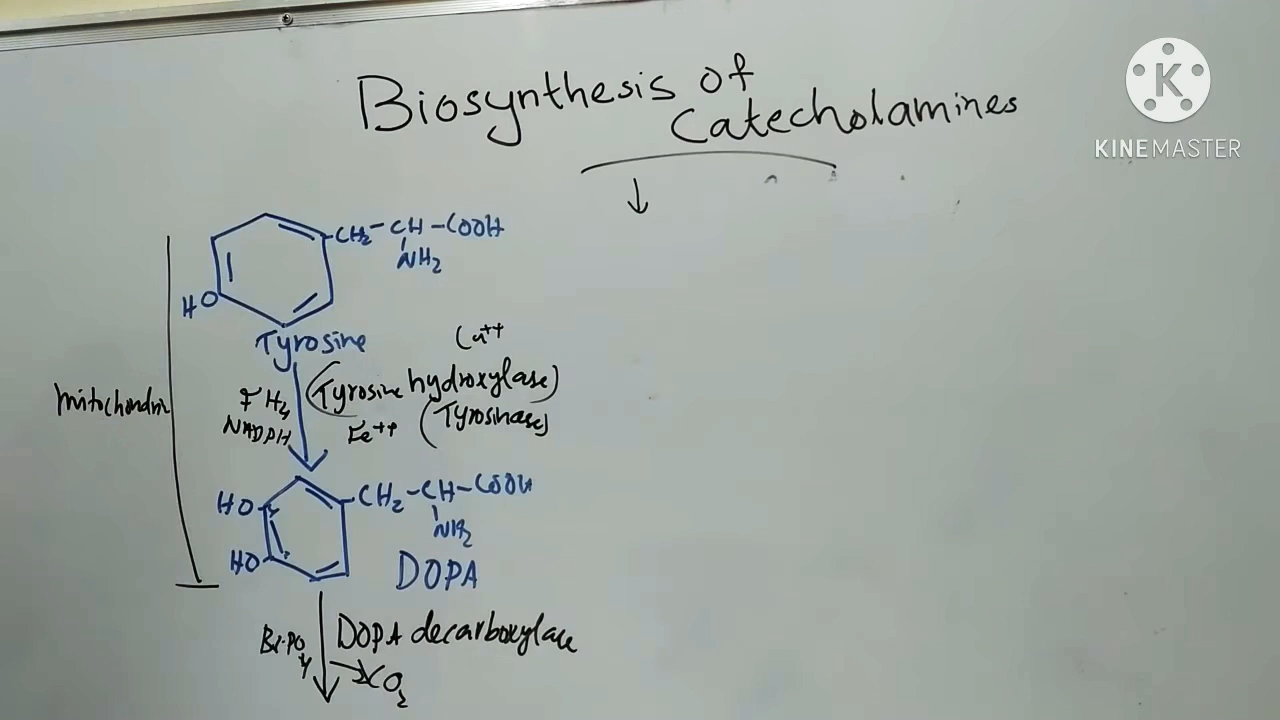 Biosynthesis of
Catecholamines
K
KINEMASTER
CH2-CH-COOH
NH2
HO
Tyrosine
Cu++
(Tyrosine hydroxylase)
FH4
NADPH
Fe++
(Tyrosinase)
mitochondria
HO
CH2-CH-COOH
NH2
HO
DOPA
B6-PO4
DOPA decarboxylase
CO2